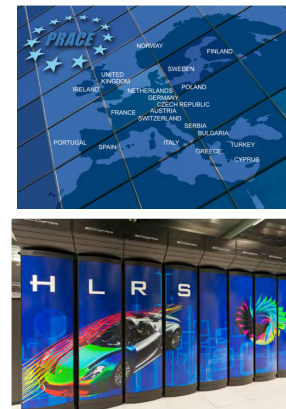 PRACE
NORWAY
FINLAND
SWEDEN
UNITED
KINGDOM
IRELAND
NETHERLANDS
POLAND
GERMANY
CZECH REPUBLIC
FRANCE
AUSTRIA
SWITZERLAND
SERBIA
BULGARIA
PORTUGAL
SPAIN
ITALY
TURKEY
GREECE
CYPRUS
H L R S